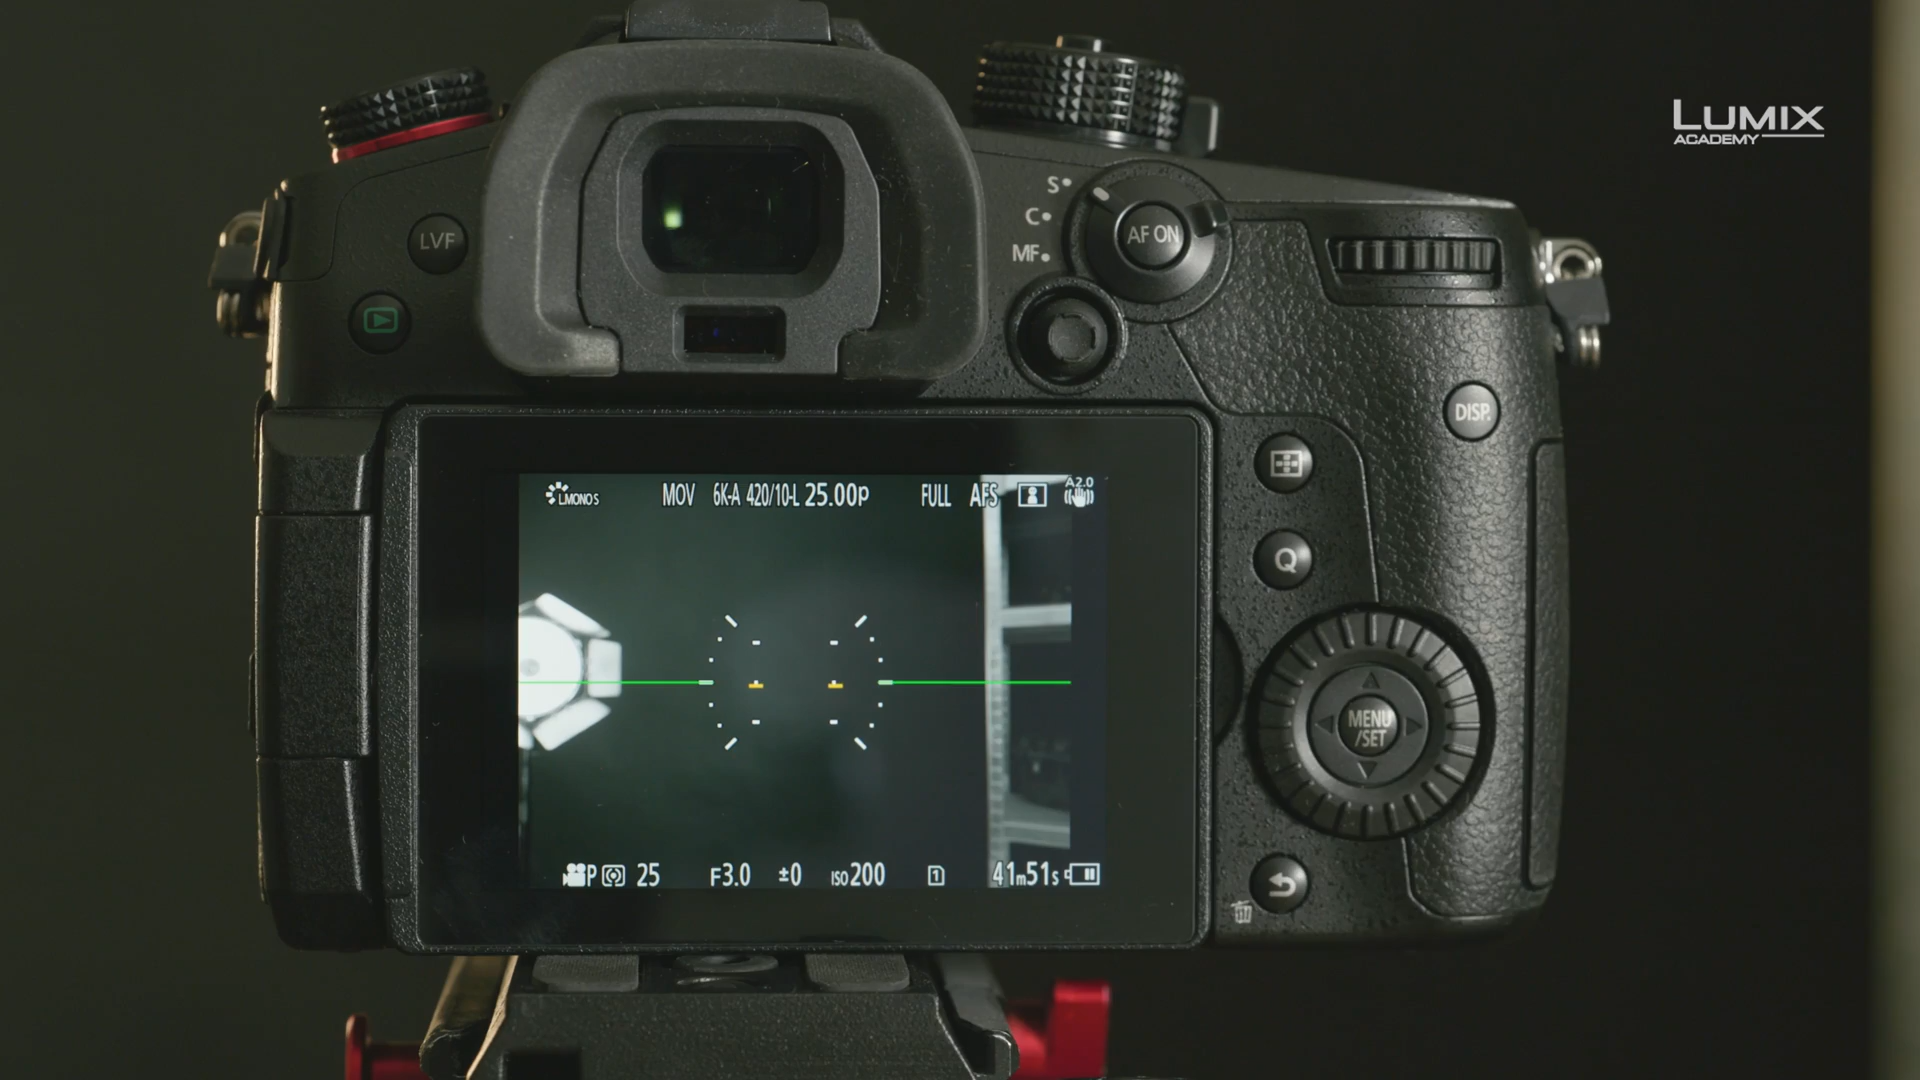 LUMIX
ACADEMY
LVF
S
C
MF
AF ON
DISP.
Q
MENU
/SET
L.MONO S
MOV 6K-A 420/10-L 25.00p FULL AFS A2.0
P 25 F3.0 ±0 ISO200 1 41m51s